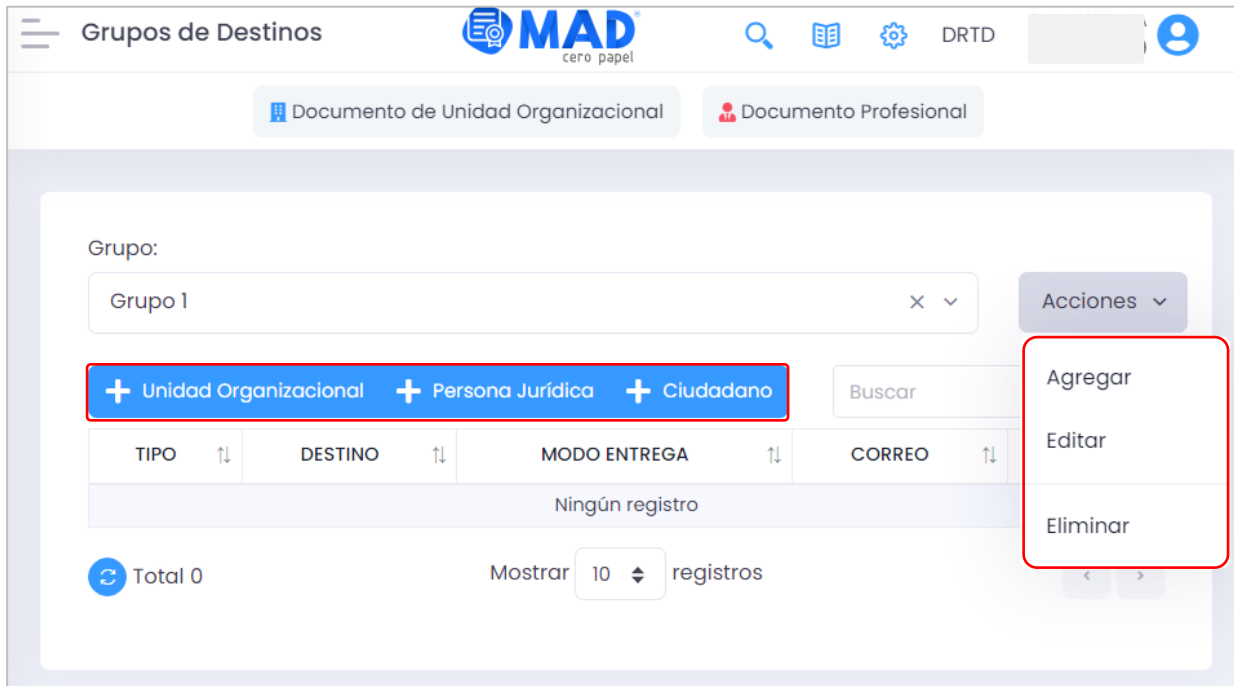 Grupos de Destinos
MAD
cero papel
DRTD
Documento de Unidad Organizacional
Documento Profesional
Grupo:
Grupo 1
Acciones
Unidad Organizacional
Persona Jurídica
Ciudadano
Buscar
Agregar
Editar
Eliminar
TIPO
DESTINO
MODO ENTREGA
CORREO
Ningún registro
Total 0
Mostrar 10 registros